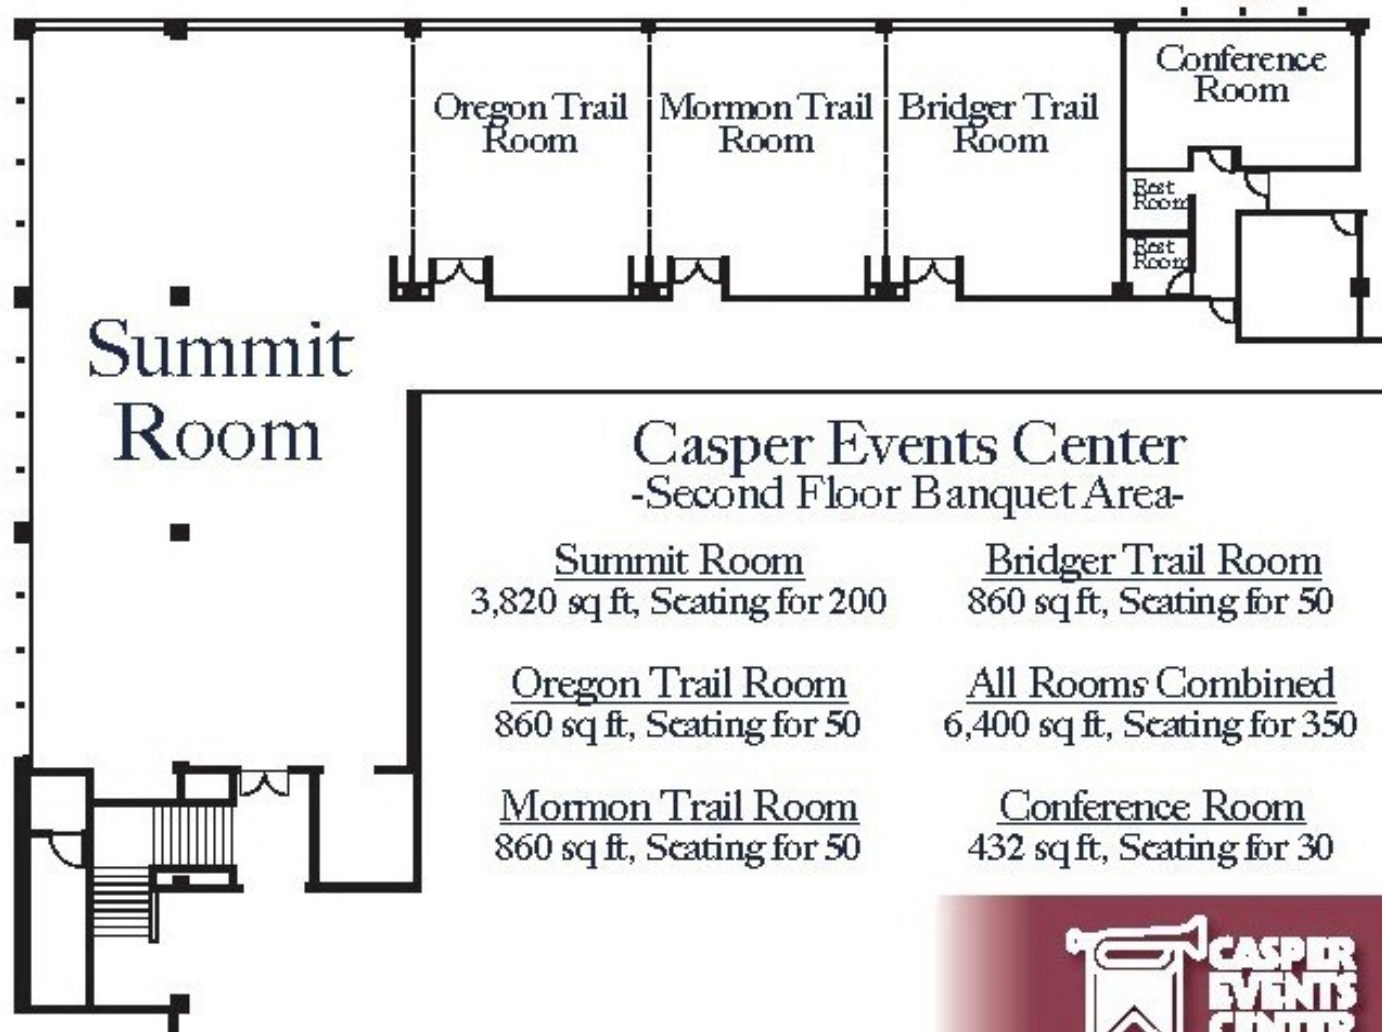 Conference
Room
Oregon Trail
Room
Mormon Trail
Room
Bridger Trail
Room
Rest
Room
Rest
Room
Summit
Room
Casper Events Center
-Second Floor Banquet Area-
Summit Room
3,820 sq ft, Seating for 200
Bridger Trail Room
860 sq ft, Seating for 50
Oregon Trail Room
860 sq ft, Seating for 50
All Rooms Combined
6,400 sq ft, Seating for 350
Mormon Trail Room
860 sq ft, Seating for 50
Conference Room
432 sq ft, Seating for 30
CASPER
EVENTS
CENTER